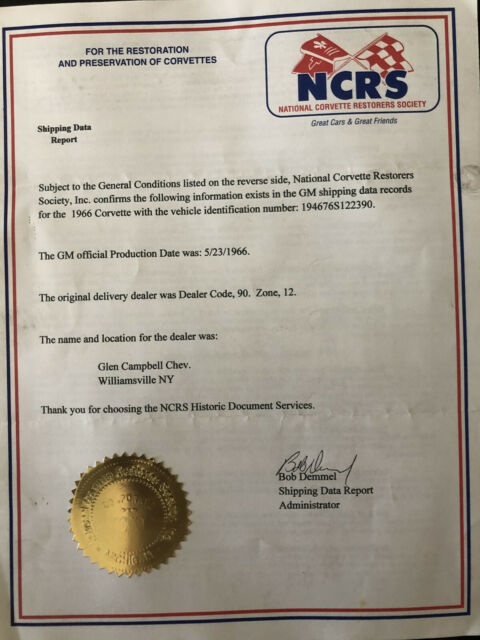 FOR THE RESTORATION
AND PRESERVATION OF CORVETTES
NCRS
NATIONAL CORVETTE RESTORERS SOCIETY
Great Cars & Great Friends
Shipping Data
Report
Subject to the General Conditions listed on the reverse side, National Corvette Restorers
Society, Inc. confirms the following information exists in the GM shipping data records
for the 1966 Corvette with the vehicle identification number: 194676S122390.
The GM official Production Date was: 5/23/1966.
The original delivery dealer was Dealer Code, 90. Zone, 12.
The name and location for the dealer was:
Glen Campbell Chev.
Williamsville NY
Thank you for choosing the NCRS Historic Document Services.
Bob Demmel
Shipping Data Report
Administrator